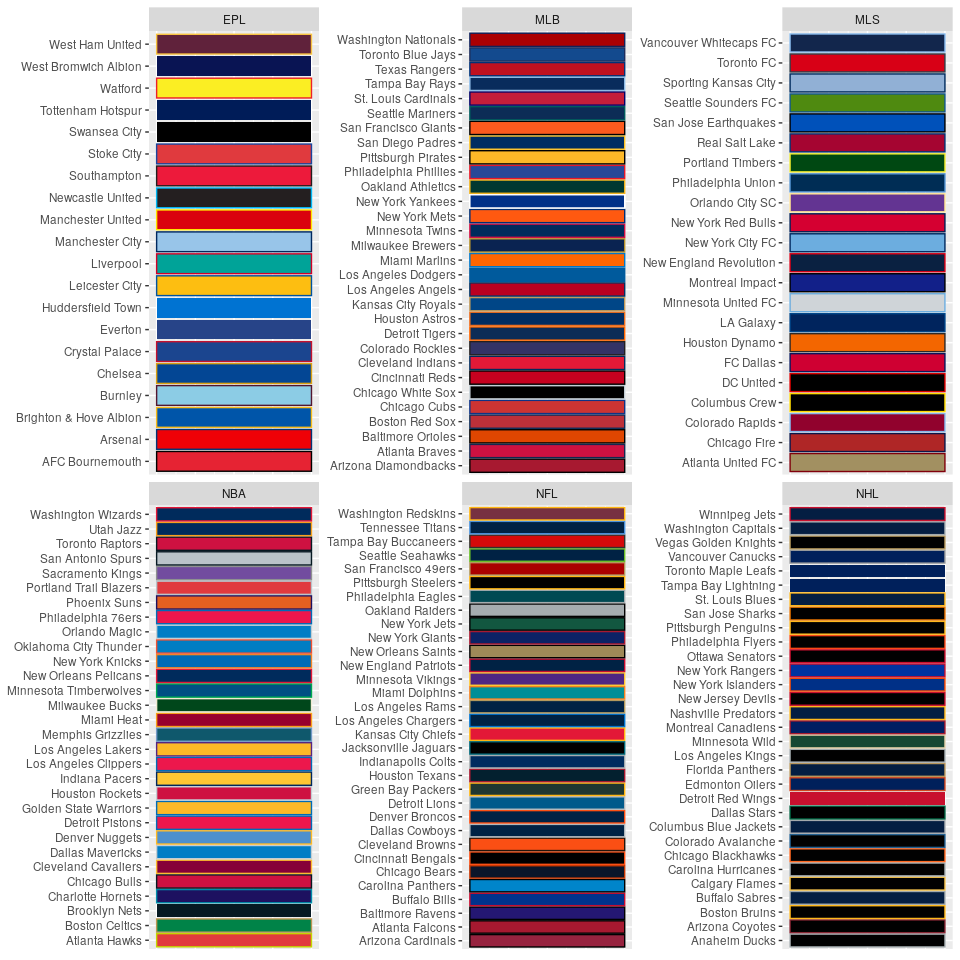 EPL
West Ham United
West Bromwich Albion
Watford
Tottenham Hotspur
Swansea City
Stoke City
Southampton
Newcastle United
Manchester United
Manchester City
Liverpool
Leicester City
Huddersfield Town
Everton
Crystal Palace
Chelsea
Burnley
Brighton & Hove Albion
Arsenal
AFC Bournemouth
MLB
Washington Nationals
Toronto Blue Jays
Texas Rangers
Tampa Bay Rays
St. Louis Cardinals
Seattle Mariners
San Francisco Giants
San Diego Padres
Pittsburgh Pirates
Philadelphia Phillies
Oakland Athletics
New York Yankees
New York Mets
Minnesota Twins
Milwaukee Brewers
Miami Marlins
Los Angeles Dodgers
Los Angeles Angels
Kansas City Royals
Houston Astros
Detroit Tigers
Colorado Rockies
Cleveland Indians
Cincinnati Reds
Chicago White Sox
Chicago Cubs
Boston Red Sox
Baltimore Orioles
Atlanta Braves
Arizona Diamondbacks
MLS
Vancouver Whitecaps FC
Toronto FC
Sporting Kansas City
Seattle Sounders FC
San Jose Earthquakes
Real Salt Lake
Portland Timbers
Philadelphia Union
Orlando City SC
New York Red Bulls
New York City FC
New England Revolution
Montreal Impact
Minnesota United FC
LA Galaxy
Houston Dynamo
FC Dallas
DC United
Columbus Crew
Colorado Rapids
Chicago Fire
Atlanta United FC
NBA
Washington Wizards
Utah Jazz
Toronto Raptors
San Antonio Spurs
Sacramento Kings
Portland Trail Blazers
Phoenix Suns
Philadelphia 76ers
Orlando Magic
Oklahoma City Thunder
New York Knicks
New Orleans Pelicans
Minnesota Timberwolves
Milwaukee Bucks
Miami Heat
Memphis Grizzlies
Los Angeles Lakers
Los Angeles Clippers
Indiana Pacers
Houston Rockets
Golden State Warriors
Detroit Pistons
Denver Nuggets
Dallas Mavericks
Cleveland Cavaliers
Chicago Bulls
Charlotte Hornets
Brooklyn Nets
Boston Celtics
Atlanta Hawks
NFL
Washington Redskins
Tennessee Titans
Tampa Bay Buccaneers
Seattle Seahawks
San Francisco 49ers
Pittsburgh Steelers
Philadelphia Eagles
Oakland Raiders
New York Jets
New York Giants
New Orleans Saints
New England Patriots
Minnesota Vikings
Miami Dolphins
Los Angeles Rams
Los Angeles Chargers
Kansas City Chiefs
Jacksonville Jaguars
Indianapolis Colts
Houston Texans
Green Bay Packers
Detroit Lions
Denver Broncos
Dallas Cowboys
Cleveland Browns
Cincinnati Bengals
Chicago Bears
Carolina Panthers
Buffalo Bills
Baltimore Ravens
Atlanta Falcons
Arizona Cardinals
NHL
Winnipeg Jets
Washington Capitals
Vegas Golden Knights
Vancouver Canucks
Toronto Maple Leafs
Tampa Bay Lightning
St. Louis Blues
San Jose Sharks
Pittsburgh Penguins
Philadelphia Flyers
Ottawa Senators
New York Rangers
New York Islanders
New Jersey Devils
Nashville Predators
Montreal Canadiens
Minnesota Wild
Los Angeles Kings
Florida Panthers
Edmonton Oilers
Detroit Red Wings
Dallas Stars
Columbus Blue Jackets
Colorado Avalanche
Chicago Blackhawks
Carolina Hurricanes
Calgary Flames
Buffalo Sabres
Boston Bruins
Arizona Coyotes
Anaheim Ducks